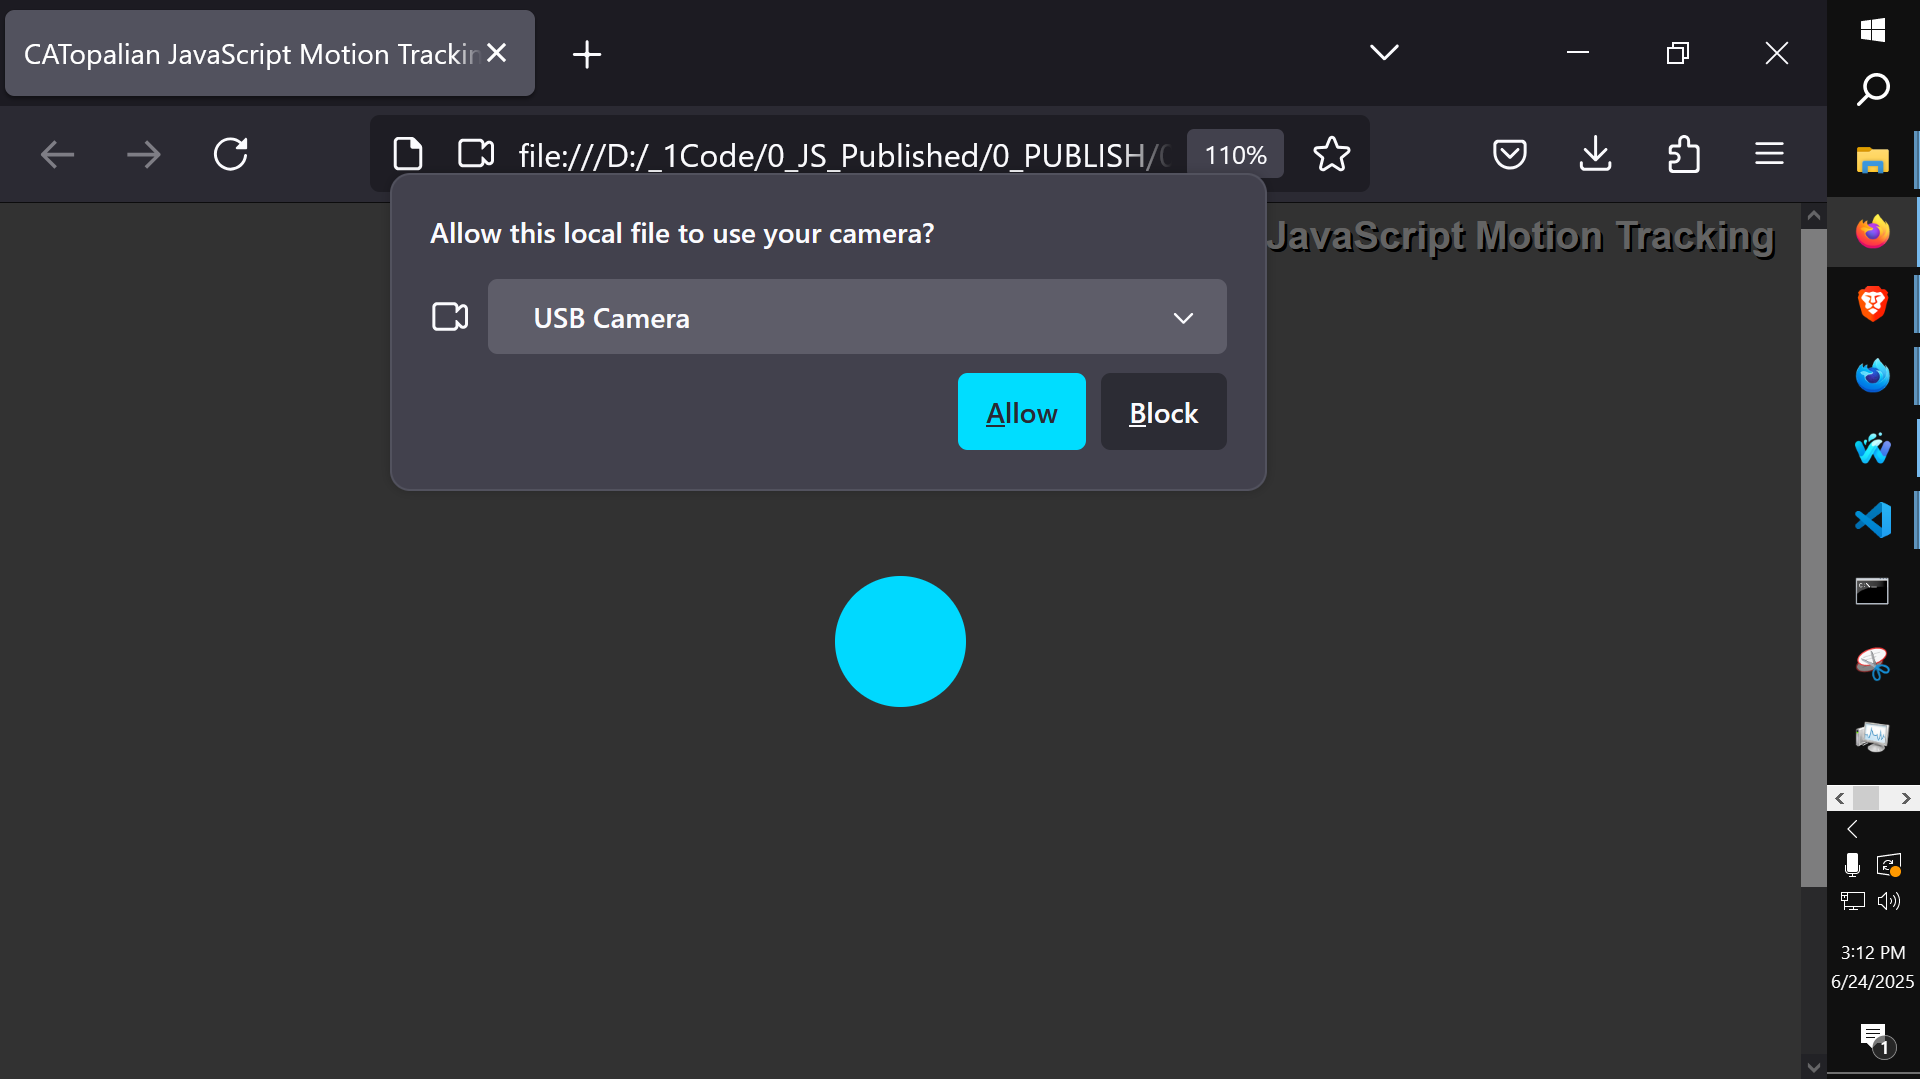 CATopalian JavaScript Motion Trackin
file:///D:/_1Code/0_JS_Published/0_PUBLISH/
110%
Allow this local file to use your camera?
JavaScript Motion Tracking
USB Camera
Allow
Block
3:12 PM
6/24/2025
1